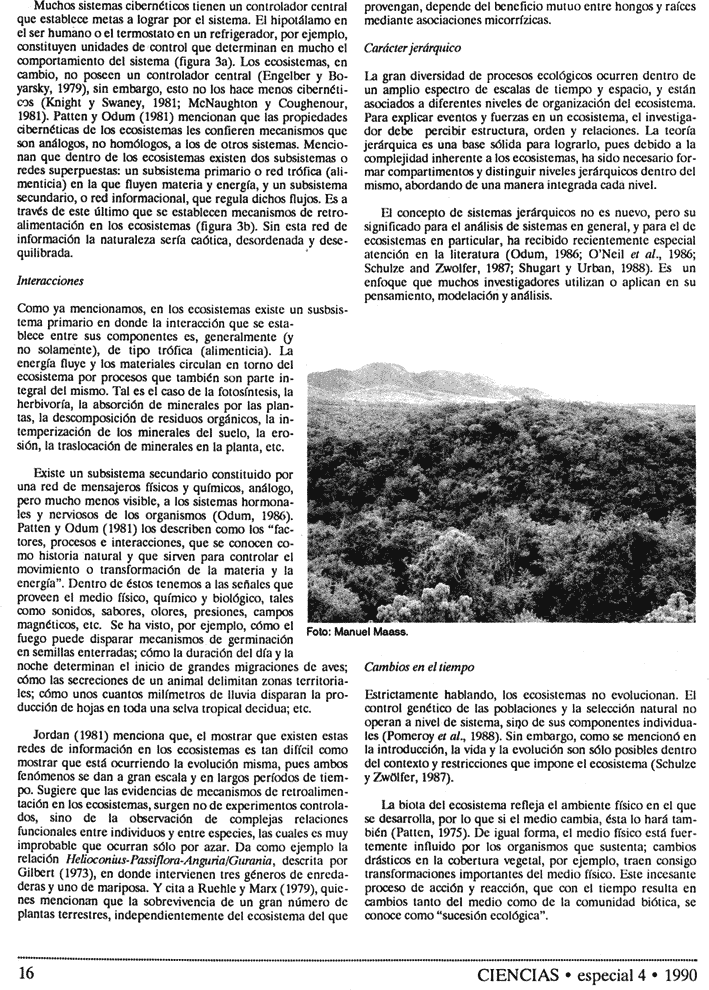 Muchos sistemas cibernéticos tienen un controlador central
que establece metas a lograr por el sistema. El hipotálamo en
el ser humano o el termostato en un refrigerador, por ejemplo,
constituyen unidades de control que determinan en mucho el
comportamiento del sistema (figura 3a). Los ecosistemas, en
cambio, no poseen un controlador central (Engelber y Bo-
yarsky, 1979), sin embargo, esto no los hace menos cibernéti-
cos (Knight y Swaney, 1981; McNaughton y Coughenour,
1981). Patten y Odum (1981) mencionan que las propiedades
cibernéticas de los ecosistemas les confieren mecanismos que
son análogos, no homólogos, a los de otros sistemas. Mencio-
nan que dentro de los ecosistemas existen dos subsistemas o
redes superpuestas: un subsistema primario o red trófica (ali-
menticia) en la que fluyen materia y energía, y un subsistema
secundario, o red informacional, que regula dichos flujos. Es a
través de este último que se establecen mecanismos de retro-
alimentación en los ecosistemas (figura 3b). Sin esta red de
información la naturaleza sería caótica, desordenada y dese-
quilibrada.
Interacciones
Como ya mencionamos, en los ecosistemas existe un susbsis-
tema primario en donde la interacción que se esta-
blece entre sus componentes es, generalmente (y
no solamente), de tipo trófica (alimenticia). La
energía fluye y los materiales circulan en torno del
ecosistema por procesos que también son parte in-
tegral del mismo. Tal es el caso de la fotosíntesis, la
herbivoría, la absorción de minerales por las plan-
tas, la descomposición de residuos orgánicos, la in-
temperización de los minerales del suelo, la ero-
sión, la traslocación de minerales en la planta, etc.
Existe un subsistema secundario constituido por
una red de mensajeros físicos y químicos, análogo,
pero mucho menos visible, a los sistemas hormona-
les y nerviosos de los organismos (Odum, 1986).
Patten y Odum (1981) los describen como los “fac-
tores, procesos e interacciones, que se conocen co-
mo historia natural y que sirven para controlar el
movimiento o transformación de la materia y la
energía”. Dentro de éstos tenemos a las señales que
proveen el medio físico, químico y biológico, tales
como sonidos, sabores, olores, presiones, campos
magnéticos, etc. Se ha visto, por ejemplo, cómo el
fuego puede disparar mecanismos de germinación
en semillas enterradas; cómo la duración del día y la
noche determinan el inicio de grandes migraciones de aves;
cómo las secreciones de un animal delimitan zonas territoria-
les; cómo unos cuantos milímetros de lluvia disparan la pro-
ducción de hojas en toda una selva tropical decidua; etc.
Jordan (1981) menciona que, el mostrar que existen estas
redes de información en los ecosistemas es tan difícil como
mostrar que está ocurriendo la evolución misma, pues ambos
fenómenos se dan a gran escala y en largos períodos de tiem-
po. Sugiere que las evidencias de mecanismos de retroalimen-
tación en los ecosistemas, surgen no de experimentos controla-
dos, sino de la observación de complejas relaciones
funcionales entre individuos y entre especies, las cuales es muy
improbable que ocurran sólo por azar. Da como ejemplo la
relación Helioconius-Passiflora-Anguria/Gurania, descrita por
Gilbert (1973), en donde intervienen tres géneros de enreda-
deras y uno de mariposa. Y cita a Ruehle y Marx (1979), quie-
nes mencionan que la sobrevivencia de un gran número de
plantas terrestres, independientemente del ecosistema del que
provengan, depende del beneficio mutuo entre hongos y raíces
mediante asociaciones micorrízicas.
Carácter jerárquico
La gran diversidad de procesos ecológicos ocurren dentro de
un amplio espectro de escalas de tiempo y espacio, y están
asociados a diferentes niveles de organización del ecosistema.
Para explicar eventos y fuerzas en un ecosistema, el investiga-
dor debe percibir estructura, orden y relaciones. La teoría
jerárquica es una base sólida para lograrlo, pues debido a la
complejidad inherente a los ecosistemas, ha sido necesario for-
mar compartimentos y distinguir niveles jerárquicos dentro del
mismo, abordando de una manera integrada cada nivel.
El concepto de sistemas jerárquicos no es nuevo, pero su
significado para el análisis de sistemas en general, y para el de
ecosistemas en particular, ha recibido recientemente especial
atención en la literatura (Odum, 1986; O'Neil et al., 1986;
Schulze and Zwolfer, 1987; Shugart y Urban, 1988). Es un
enfoque que muchos investigadores utilizan o aplican en su
pensamiento, modelación y análisis.
Foto: Manuel Maass.
Cambios en el tiempo
Estrictamente hablando, los ecosistemas no evolucionan. El
control genético de las poblaciones y la selección natural no
operan a nivel de sistema, sino de sus componentes individua-
les (Pomeroy et al., 1988). Sin embargo, como se mencionó en
la introducción, la vida y la evolución son sólo posibles dentro
del contexto y restricciones que impone el ecosistema (Schulze
y Zwölfer, 1987).
La biota del ecosistema refleja el ambiente físico en el que
se desarrolla, por lo que si el medio cambia, ésta lo hará tam-
bién (Patten, 1975). De igual forma, el medio físico está fuer-
temente influido por los organismos que sustenta; cambios
drásticos en la cobertura vegetal, por ejemplo, traen consigo
transformaciones importantes del medio físico. Este incesante
proceso de acción y reacción, que con el tiempo resulta en
cambios tanto del medio como de la comunidad biótica, se
conoce como “sucesión ecológica”.
16
CIENCIAS • especial 4 • 1990